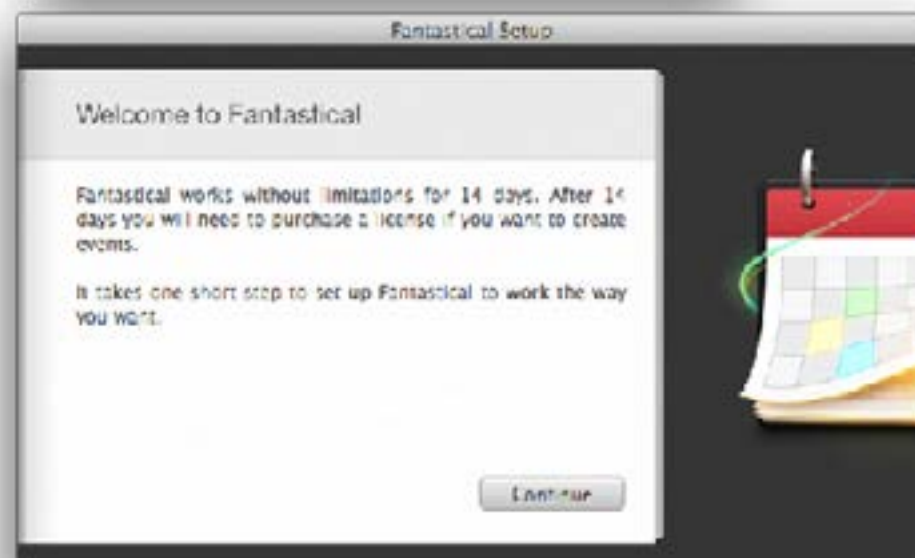 Fantastical Setup
Welcome to Fantastical
Fantastical works without limitations for 14 days. After 14
days you will need to purchase a license if you want to create
events.
It takes one short step to set up Fantastical to work the way
you want.
Continue